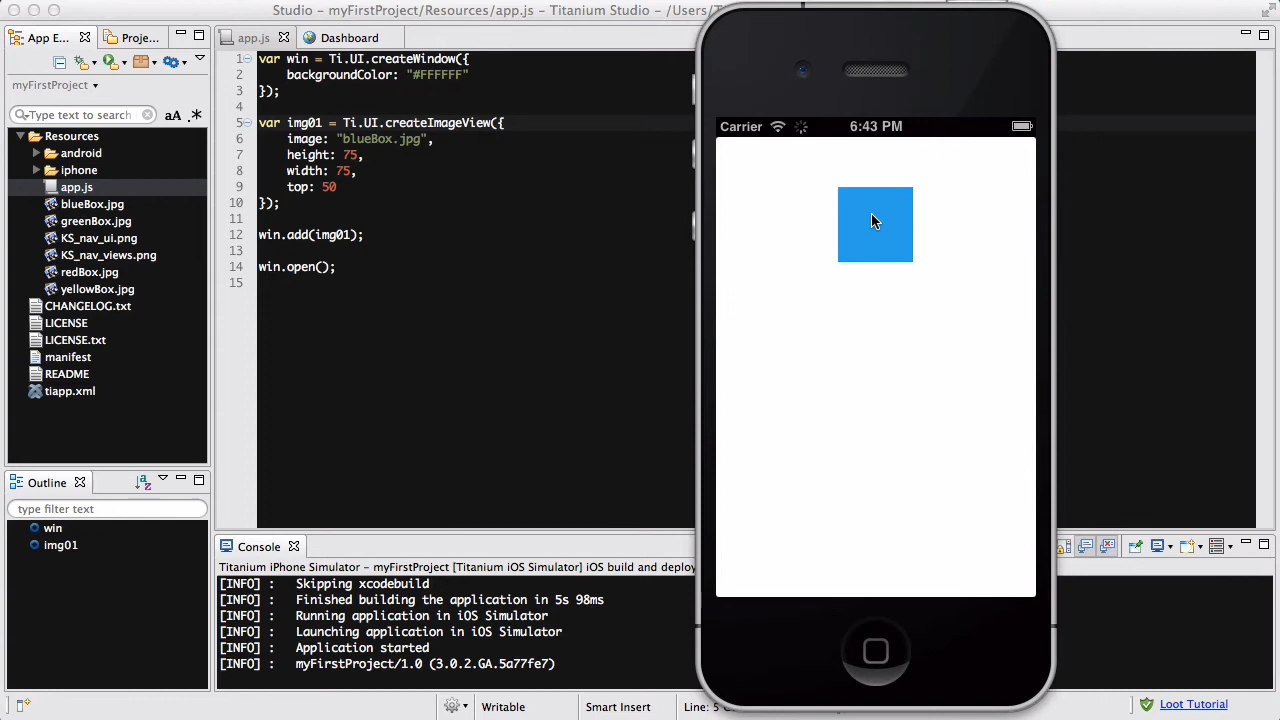 Studio - myFirstProject/Resources/app.js - Titanium Studio - /Users/T
App E...
Proje...
app.js
Dashboard
myFirstProject
Type text to search
aA .*
Resources
android
iphone
app.js
blueBox.jpg
greenBox.jpg
KS_nav_ui.png
KS_nav_views.png
redBox.jpg
yellowBox.jpg
CHANGELOG.txt
LICENSE
LICENSE.txt
manifest
README
tiapp.xml
1 var win = Ti.UI.createWindow({
2 backgroundColor: "#FFFFFF"
3 });
4
5 var img01 = Ti.UI.createImageView({
6 image: "blueBox.jpg",
7 height: 75,
8 width: 75,
9 top: 50
10 });
11
12 win.add(img01);
13
14 win.open();
15
Carrier 6:43 PM
Outline
type filter text
win
img01
Console
Titanium iPhone Simulator - myFirstProject [Titanium iOS Simulator] iOS build and deploy
[INFO] : Skipping xcodebuild
[INFO] : Finished building the application in 5s 98ms
[INFO] : Running application in iOS Simulator
[INFO] : Launching application in iOS Simulator
[INFO] : Application started
[INFO] : myFirstProject/1.0 (3.0.2.GA.5a77fe7)
Writable
Smart Insert
Line: 5
Loot Tutorial